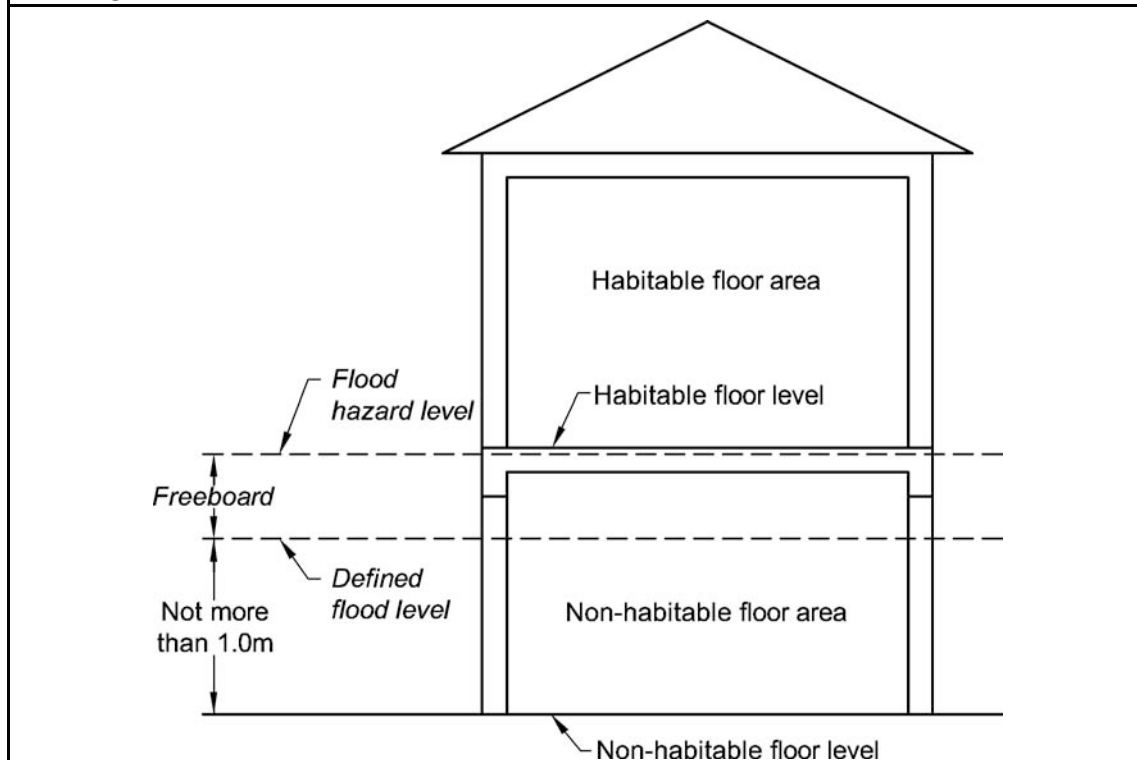 Habitable floor area
Flood
hazard level
Habitable floor level
Freeboard
Defined
flood level
Not more
than 1.0m
Non-habitable floor area
Non-habitable floor level